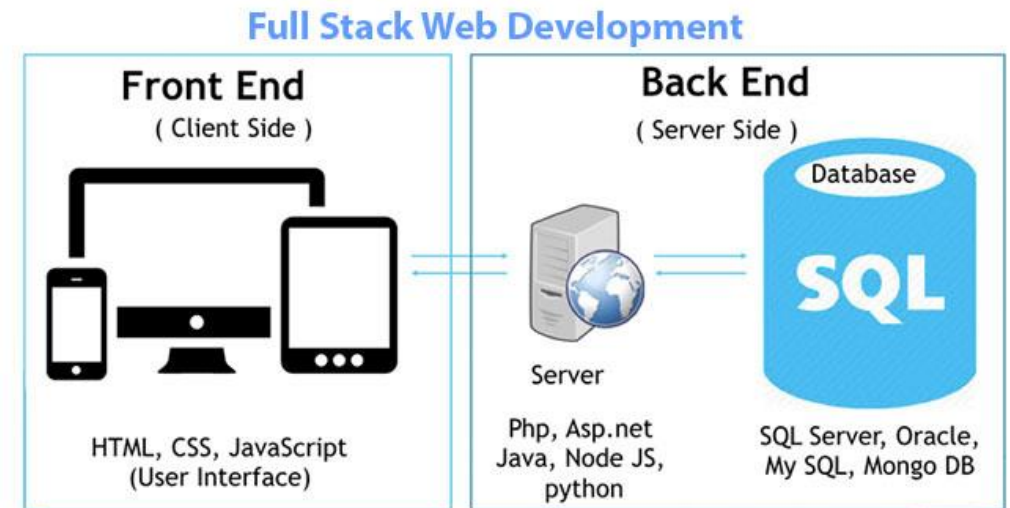 Full Stack Web Development
Front End
( Client Side )
HTML, CSS, JavaScript
(User Interface)
Back End
( Server Side )
Server
Php, Asp.net
Java, Node JS,
python
Database
SQL
SQL Server, Oracle,
My SQL, Mongo DB